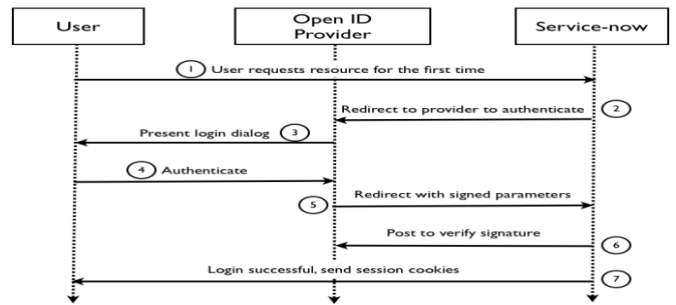 User
Open ID
Provider
Service-now
1 User requests resource for the first time
Redirect to provider to authenticate 2
Present login dialog 3
4 Authenticate
5 Redirect with signed parameters
Post to verify signature 6
Login successful, send session cookies 7